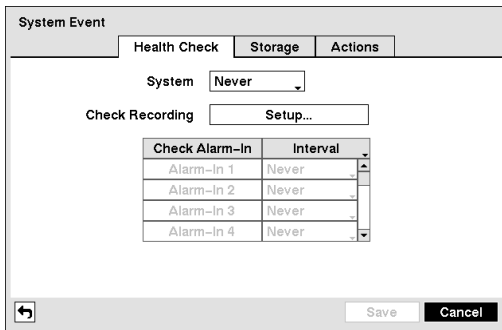 System Event
Health Check Storage Actions
System Never
Check Recording Setup...
Check Alarm-In Interval
Alarm-In 1 Never
Alarm-In 2 Never
Alarm-In 3 Never
Alarm-In 4 Never
Save Cancel